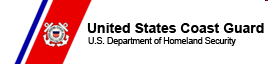 United States Coast Guard
U.S. Department of Homeland Security